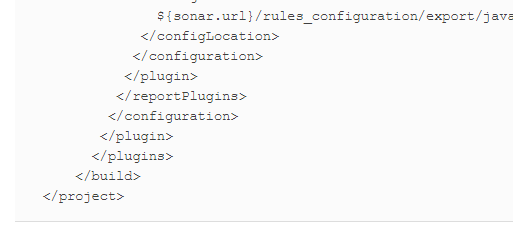 ${sonar.url}/rules_configuration/export/java
</configLocation>
</configuration>
</plugin>
</reportPlugins>
</configuration>
</plugin>
</plugins>
</build>
</project>